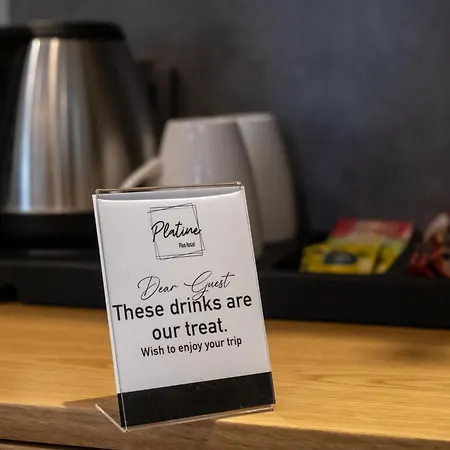 Platine
Plus Hotel
Dear Guest
These drinks are
our treat.
Wish to enjoy your trip